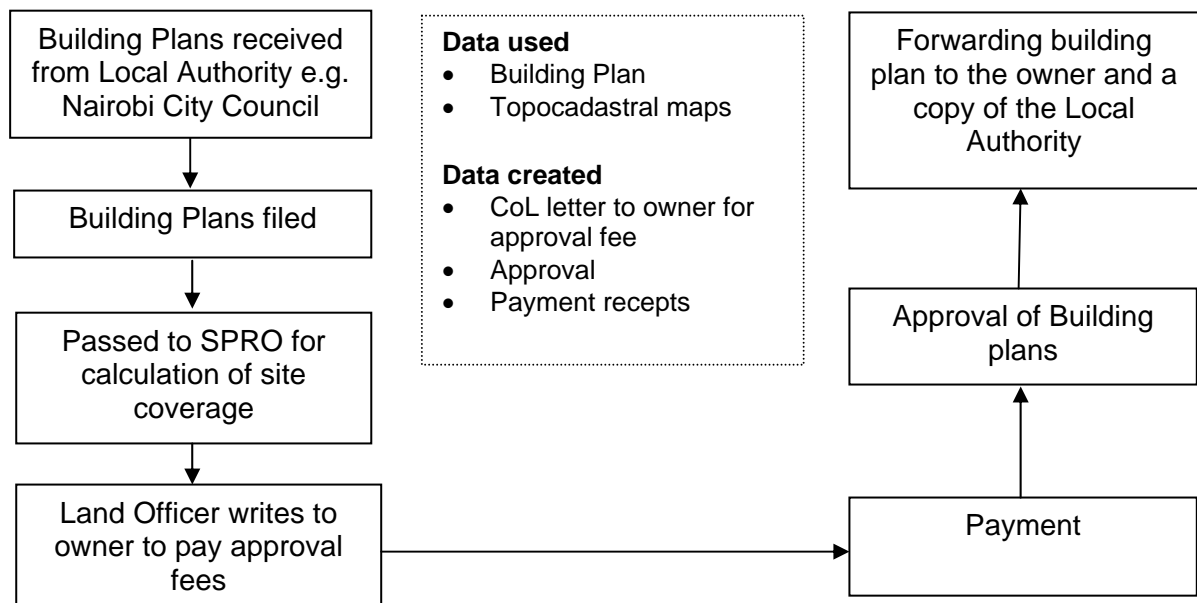 Building Plans received
from Local Authority e.g.
Nairobi City Council
Building Plans filed
Passed to SPRO for
calculation of site
coverage
Land Officer writes to
owner to pay approval
fees
Data used
• Building Plan
• Topocadastral maps
Data created
• CoL letter to owner for
approval fee
• Approval
• Payment recepts
Payment
Approval of Building
plans
Forwarding building
plan to the owner and a
copy of the Local
Authority